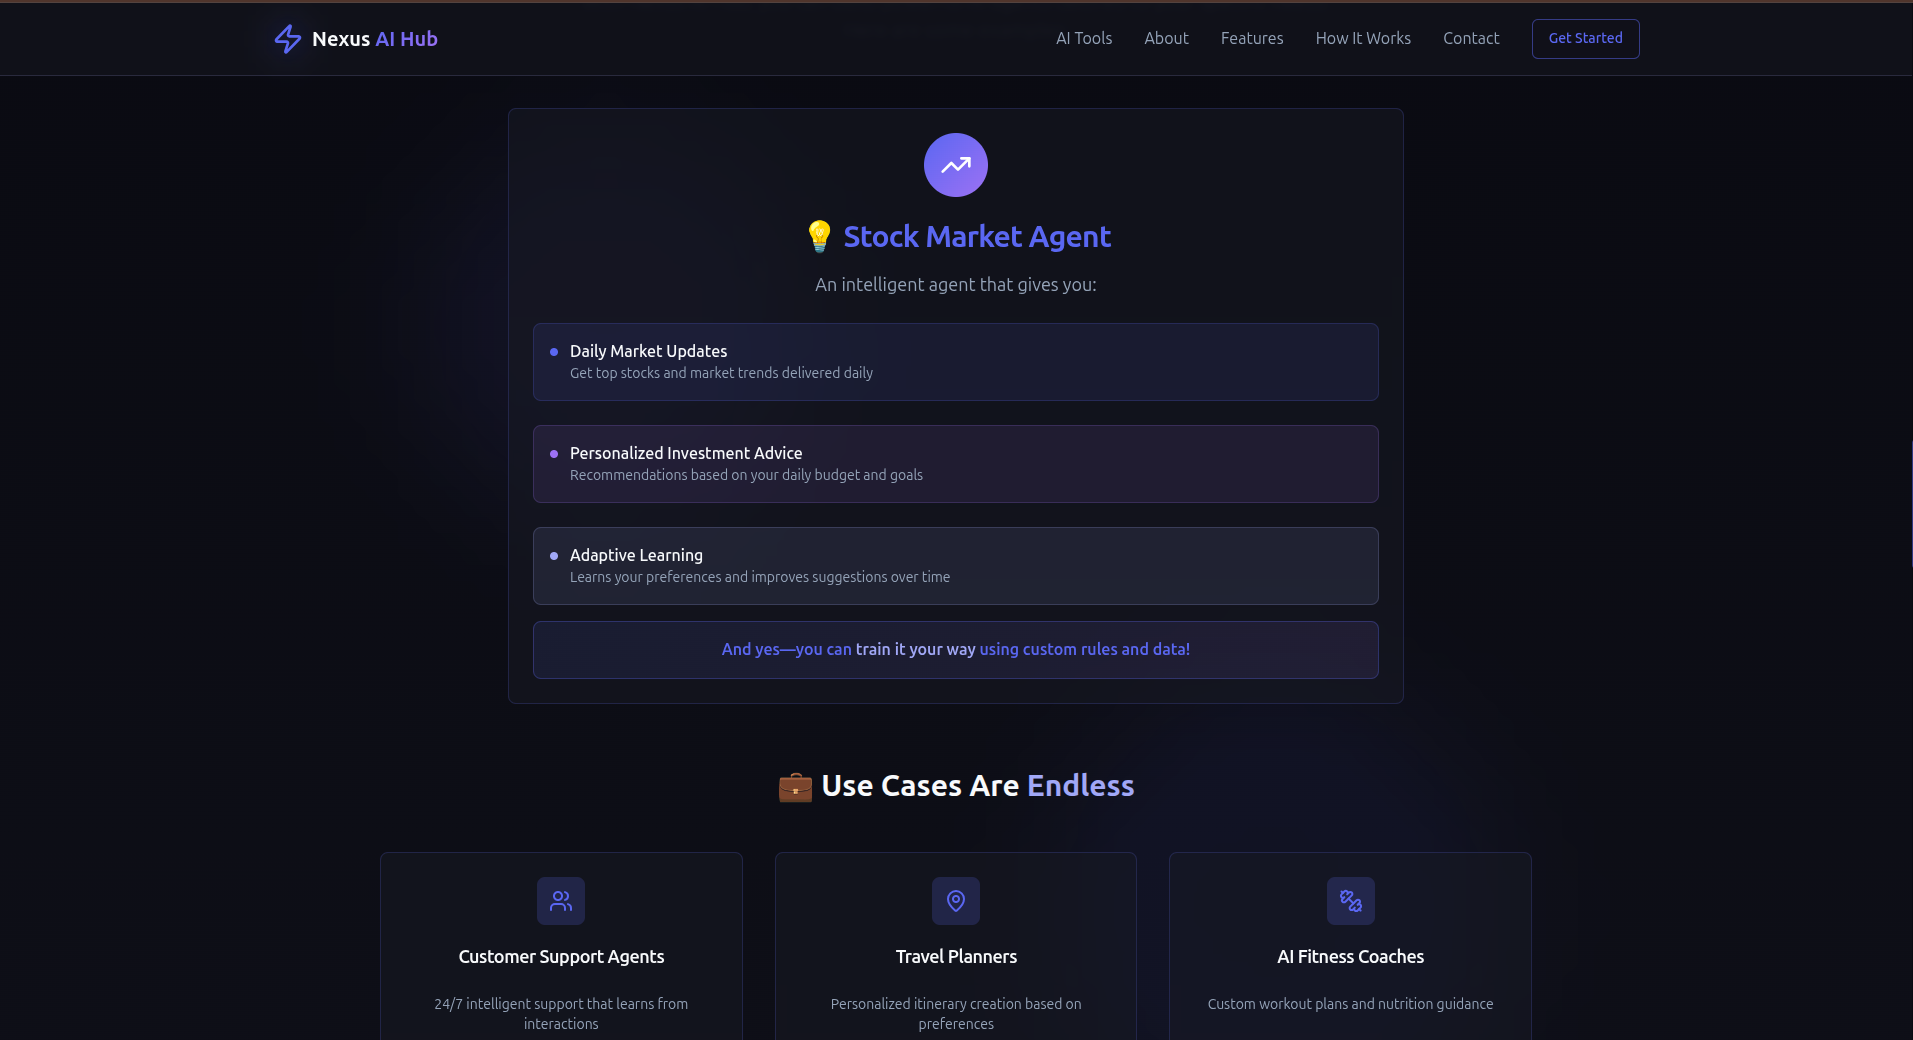 Nexus AI Hub
AI Tools
About
Features
How It Works
Contact
Get Started
💡 Stock Market Agent
An intelligent agent that gives you:
Daily Market Updates
Get top stocks and market trends delivered daily
Personalized Investment Advice
Recommendations based on your daily budget and goals
Adaptive Learning
Learns your preferences and improves suggestions over time
And yes—you can train it your way using custom rules and data!
💼 Use Cases Are Endless
Customer Support Agents
24/7 intelligent support that learns from
interactions
Travel Planners
Personalized itinerary creation based on
preferences
AI Fitness Coaches
Custom workout plans and nutrition guidance